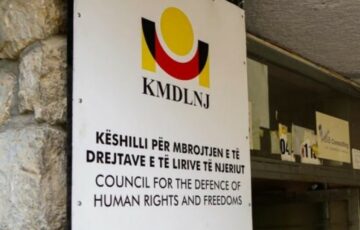 KMDLNJ
KËSHILLI PËR MBROJTJEN E TË
DREJTAVE E TË LIRIVE TË NJERIUT
COUNCIL FOR THE DEFENCE OF
HUMAN RIGHTS AND FREEDOMS